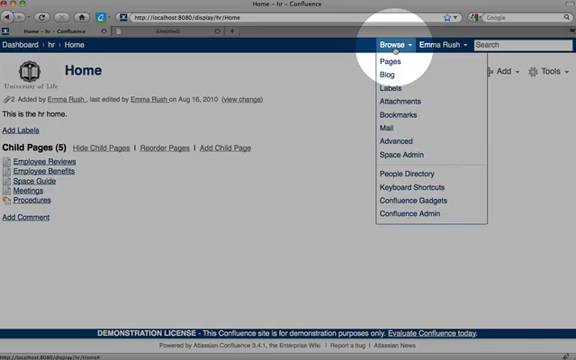 Home - hr - Confluence
http://localhost:8080/display/hr/Home
Google
Home - hr - Confluence
(Untitled)
Dashboard › hr › Home
Browse
Emma Rush
Search
Home
Add
Tools
UNIVERSITY OF LIFE
2 Added by Emma Rush, last edited by Emma Rush on Aug 16, 2010 (view change)
This is the hr home.
Add Labels
Child Pages (5) Hide Child Pages | Reorder Pages | Add Child Page
Employee Reviews
Employee Benefits
Space Guide
Meetings
Procedures
Add Comment
Pages
Blog
Labels
Attachments
Bookmarks
Mail
Advanced
Space Admin
People Directory
Keyboard Shortcuts
Confluence Gadgets
Confluence Admin
DEMONSTRATION LICENSE - This Confluence site is for demonstration purposes only. Evaluate Confluence today.
Powered by Atlassian Confluence 3.4.1, the Enterprise Wiki | Report a bug | Atlassian News
http://localhost:8080/display/hr/Home#